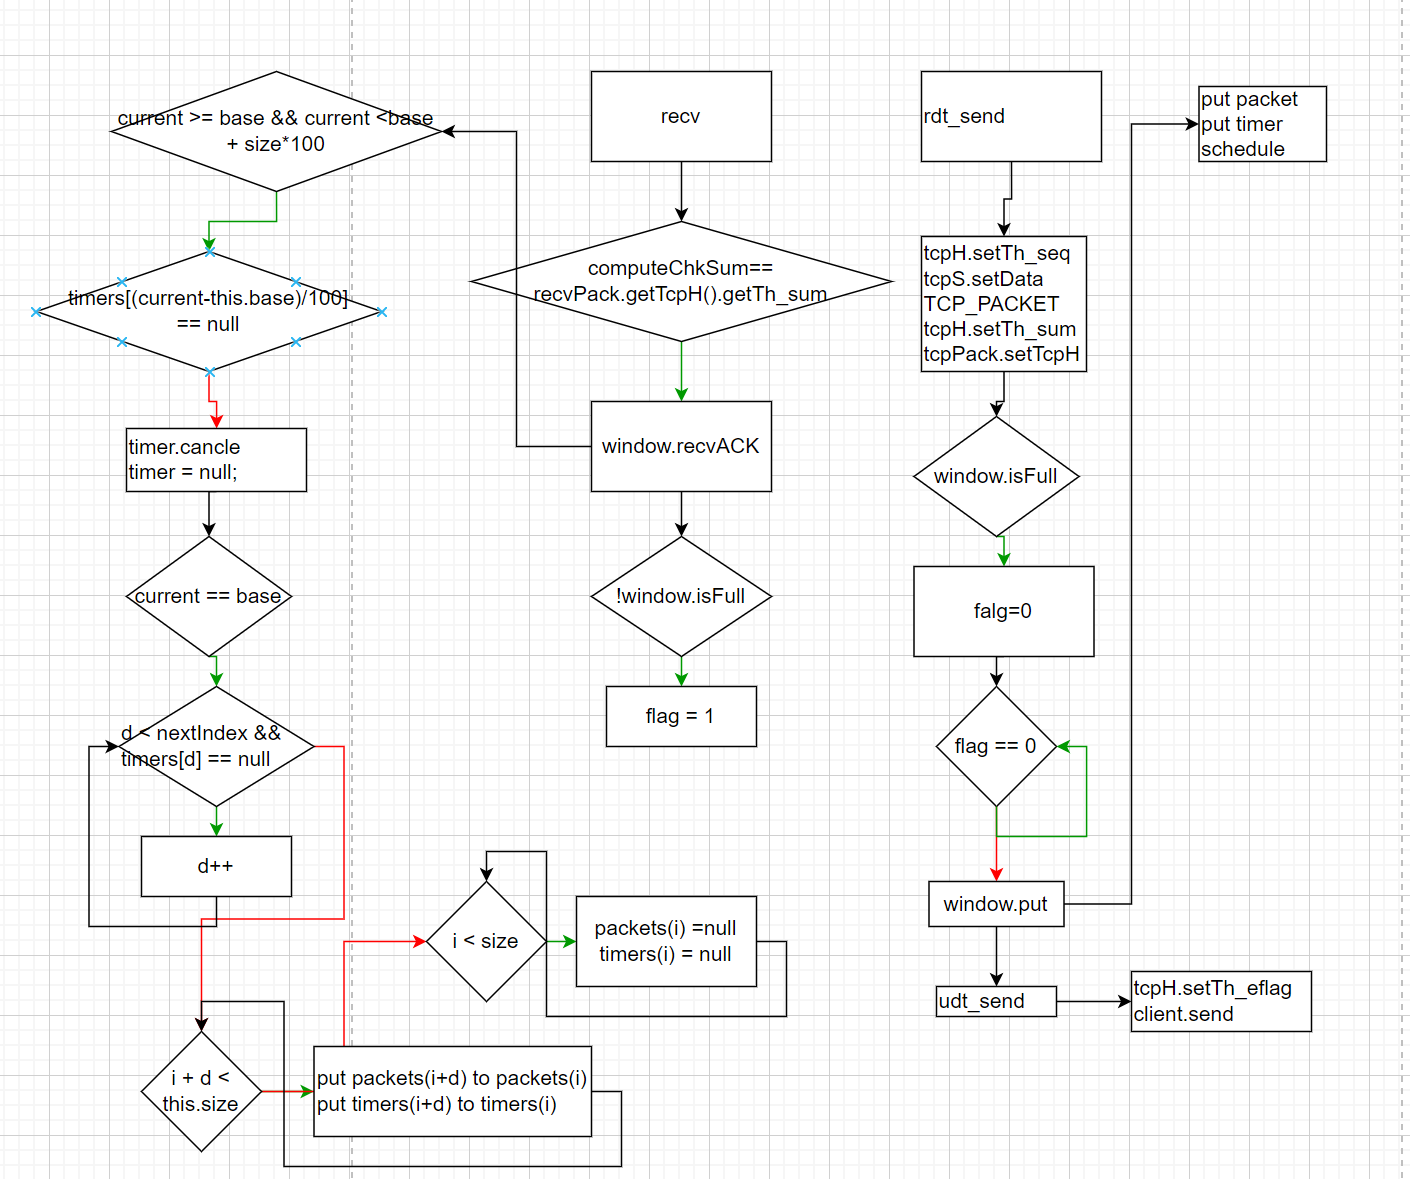 current >= base && current <base
+ size*100
timers[(current-this.base)/100]
== null
timer.cancle
timer = null;
current == base
d < nextIndex &&
timers[d] == null
d++
i + d <
this.size
put packets(i+d) to packets(i)
put timers(i+d) to timers(i)
i < size
packets(i) =null
timers(i) = null
recv
computeChkSum==
recvPack.getTcpH().getTh_sum
window.recvACK
!window.isFull
flag = 1
rdt_send
tcpH.setTh_seq
tcpS.setData
TCP_PACKET
tcpH.setTh_sum
tcpPack.setTcpH
window.isFull
falg=0
flag == 0
window.put
udt_send
tcpH.setTh_eflag
client.send
put packet
put timer
schedule